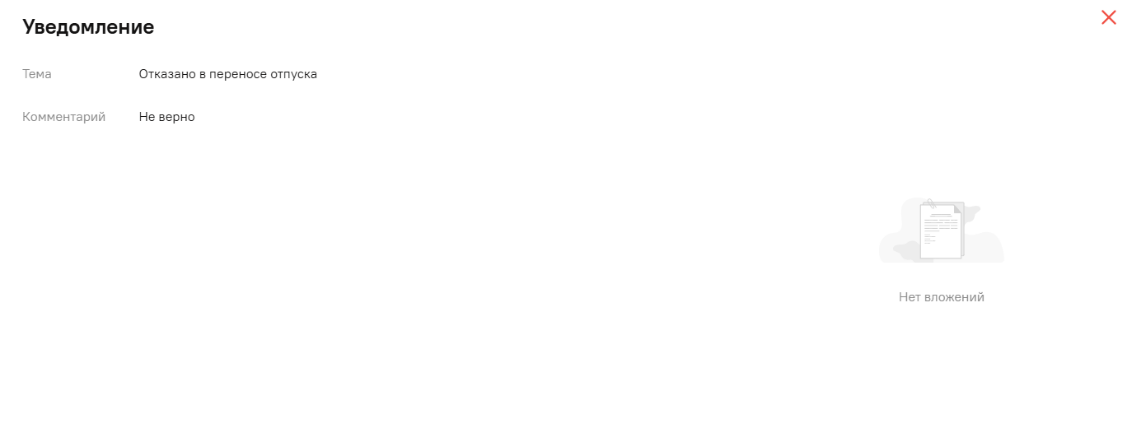 Уведомление
Тема Отказано в переносе отпуска
Комментарий Не верно
Нет вложений